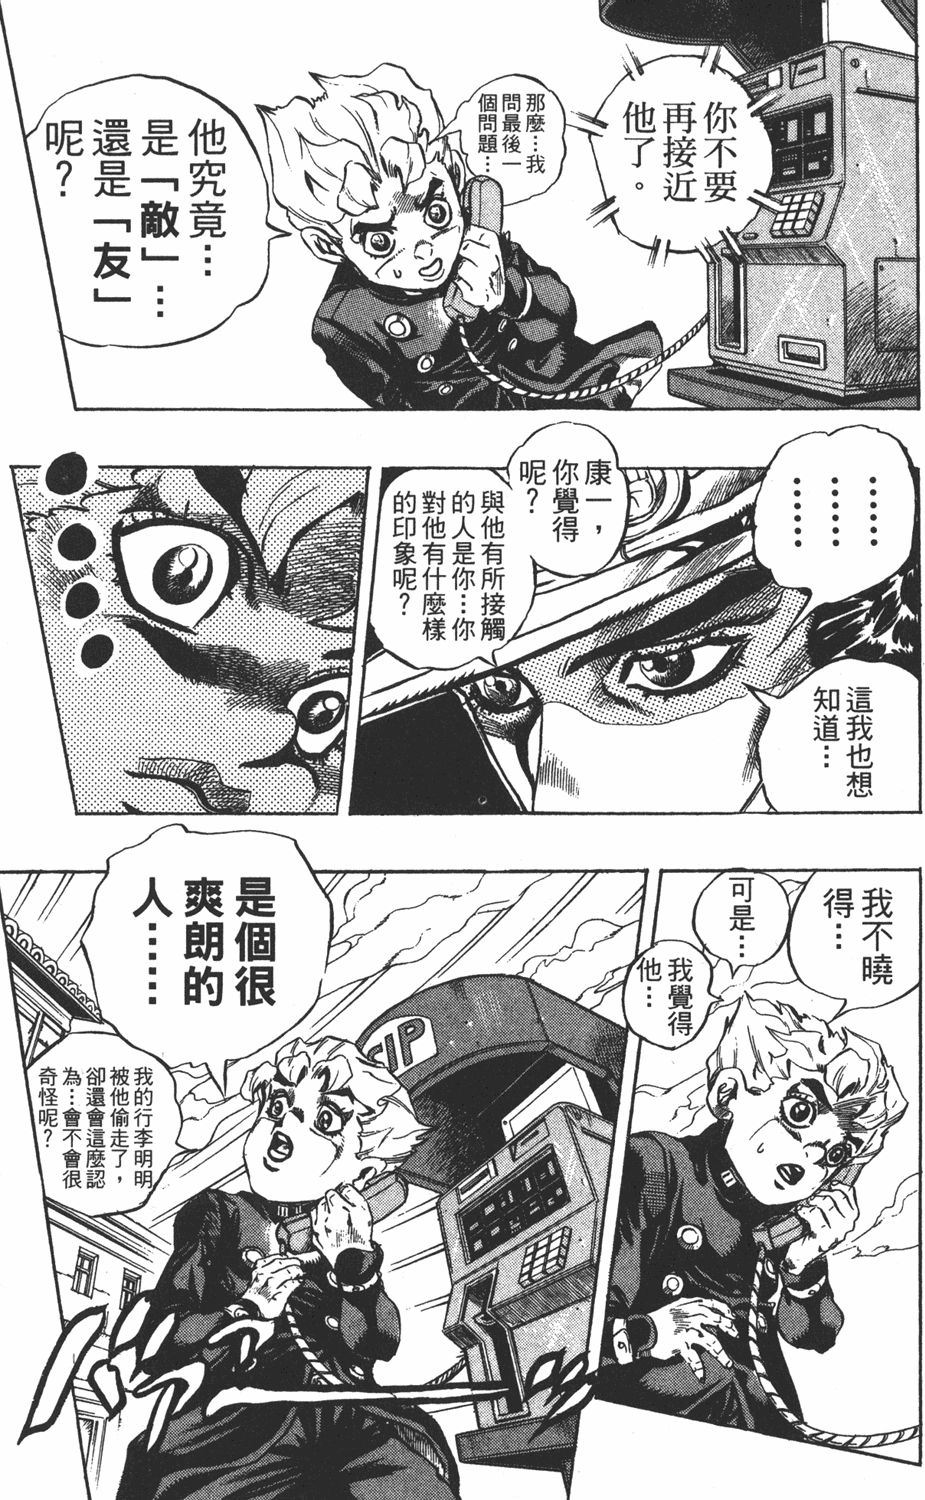 你不要
再接近
他了。
那麼…我
問最後一
個問題…
他究竟…
是「敵」…
還是「友」
呢？
………
………
康一，
你覺得
呢？
與他有所接觸
的人是你…你
對他有什麼樣
的印象呢？
這我也想
知道…
我不曉
得…
可是…
我覺得
他…
是個很
爽朗的
人……
我的行李明明
被他偷走了，
卻還會這麼認
為…會不會很
奇怪呢？
SIP